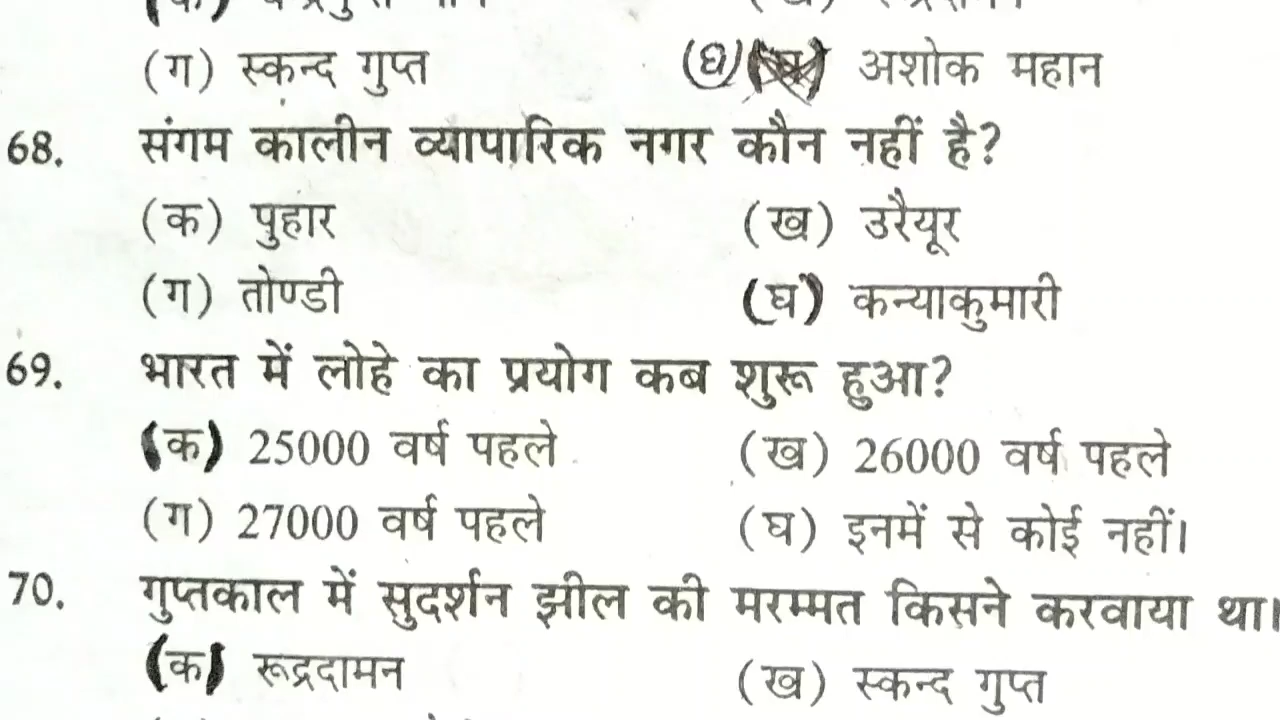 (ग) स्कन्द गुप्त (घ) अशोक महान
68. संगम कालीन व्यापारिक नगर कौन नहीं है?
(क) पुहार (ख) उरैयूर
(ग) तोण्डी (घ) कन्याकुमारी
69. भारत में लोहे का प्रयोग कब शुरू हुआ?
(क) 25000 वर्ष पहले (ख) 26000 वर्ष पहले
(ग) 27000 वर्ष पहले (घ) इनमें से कोई नहीं।
70. गुप्तकाल में सुदर्शन झील की मरम्मत किसने करवाया था।
(क) रूद्रदामन (ख) स्कन्द गुप्त